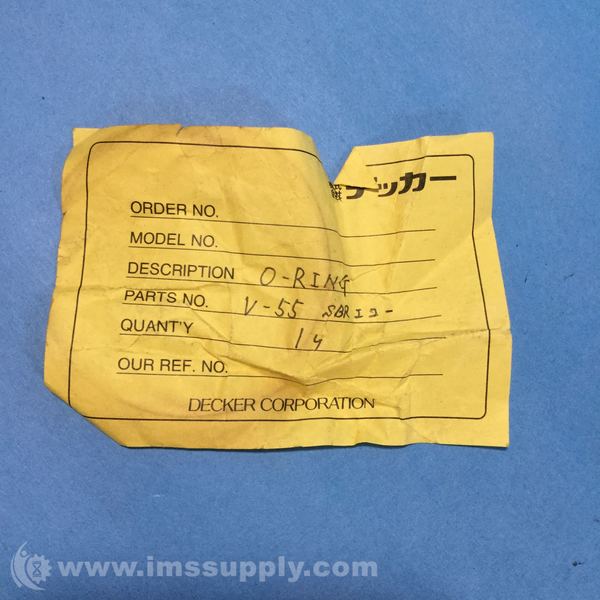 デッカー
ORDER NO.
MODEL NO.
DESCRIPTION O-RING
PARTS NO. V-55
QUANT'Y 14
OUR REF. NO.
DECKER CORPORATION
www.imssupply.com